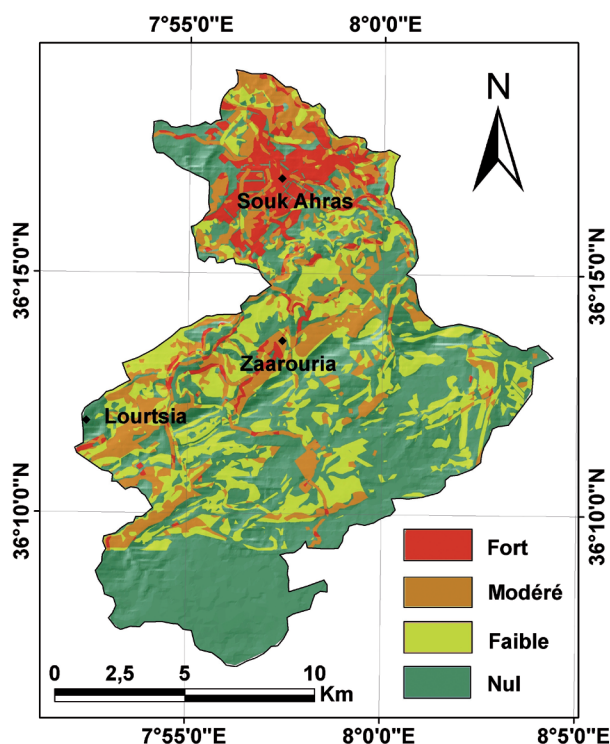 7°55'0"E 8°0'0"E
N
Souk Ahras
36°15'0"N 36°15'0"N
Zaarouria
Lourtsia
36°10'0"N 36°10'0"N
Fort
Modéré
Faible
Nul
0 2,5 5 10
Km
7°55'0"E 8°0'0"E 8°5'0"E